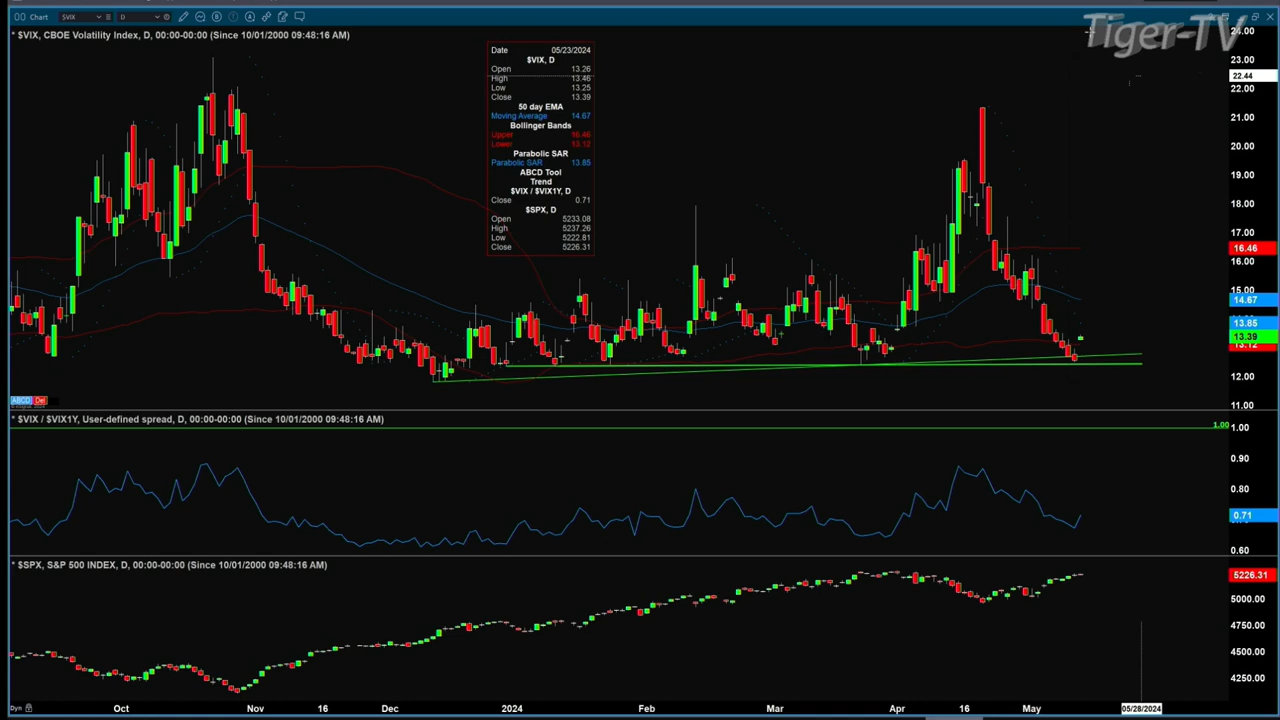 Chart $VIX D
Tiger-TV
* $VIX, CBOE Volatility Index, D, 00:00-00:00 (Since 10/01/2000 09:48:16 AM)
Date 05/23/2024
$VIX, D
Open 13.26
High 13.46
Low 13.25
Close 13.39
50 day EMA
Moving Average 14.67
Bollinger Bands
Upper 16.46
Lower 13.12
Parabolic SAR
Parabolic SAR 13.85
ABCD Tool
Trend
$VIX / $VIX1Y, D
Close 0.71
$SPX, D
Open 5233.08
High 5237.26
Low 5222.81
Close 5226.31
24.00
23.00
22.44
22.00
21.00
20.00
19.00
18.00
17.00
16.46
16.00
15.00
14.67
13.85
13.39
13.12
12.00
11.00
ABCD Del
* $VIX / $VIX1Y, User-defined spread, D, 00:00-00:00 (Since 10/01/2000 09:48:16 AM)
1.00 1.00
0.90
0.80
0.71
0.60
* $SPX, S&P 500 INDEX, D, 00:00-00:00 (Since 10/01/2000 09:48:16 AM)
5226.31
5000.00
4750.00
4500.00
4250.00
Dyn Oct Nov 16 Dec 2024 Feb Mar Apr 16 May 05/28/2024